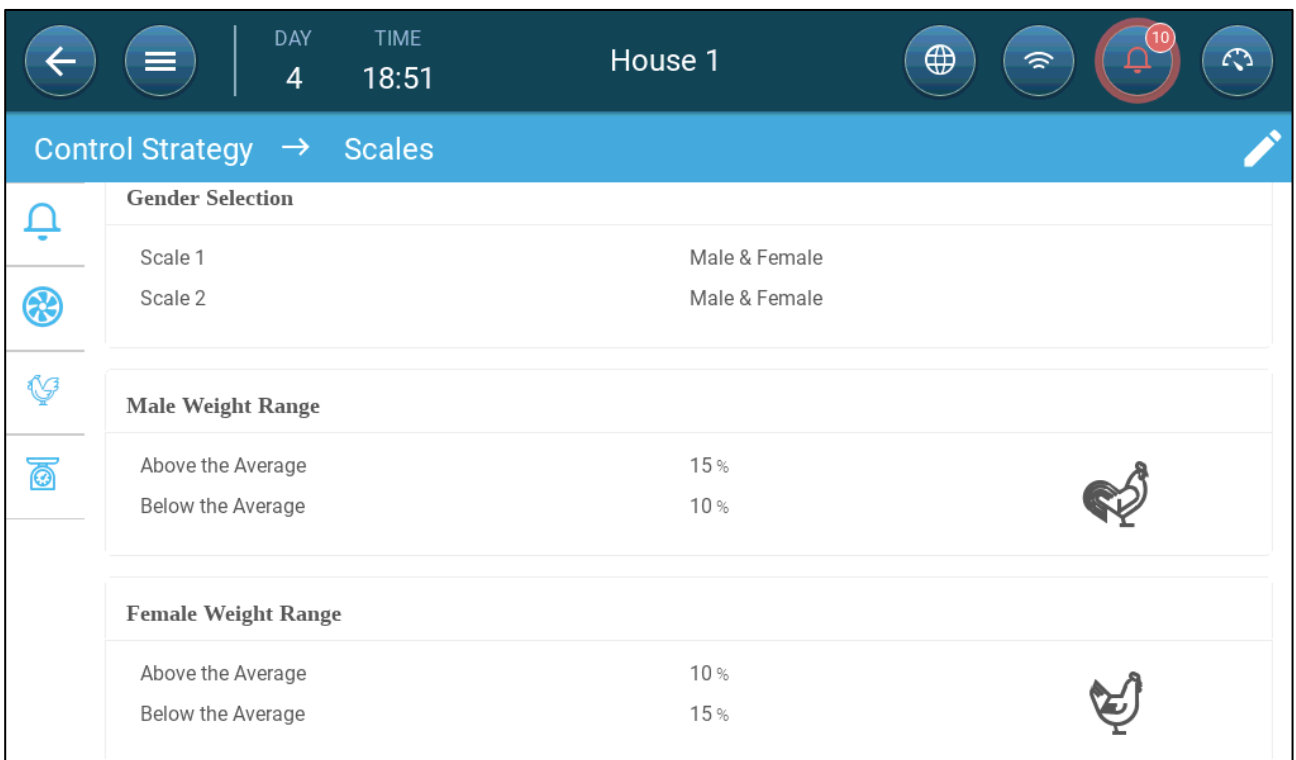 DAY TIME
4 18:51
House 1
10
Control Strategy → Scales
Gender Selection
Scale 1 Male & Female
Scale 2 Male & Female
Male Weight Range
Above the Average 15 %
Below the Average 10 %
Female Weight Range
Above the Average 10 %
Below the Average 15 %